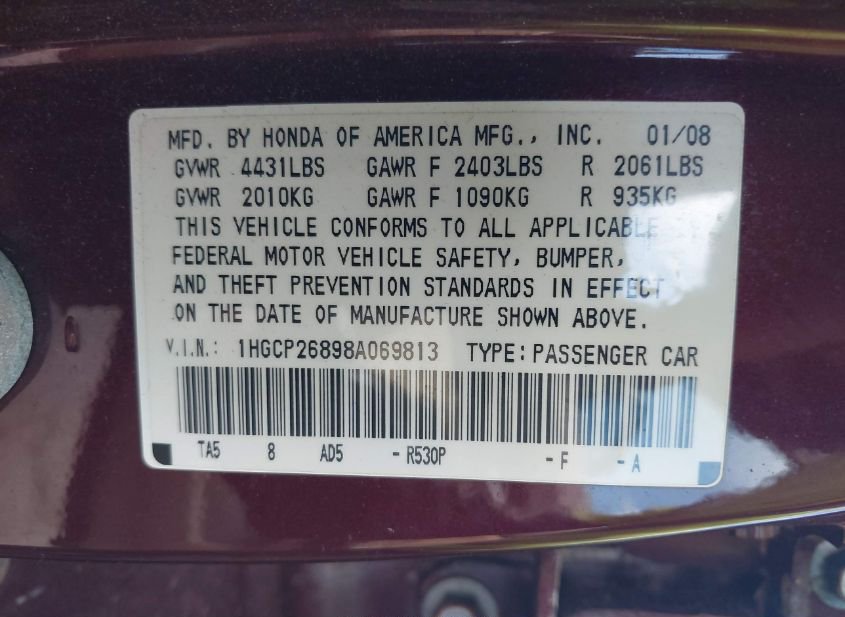 MFD. BY HONDA OF AMERICA MFG., INC. 01/08
GVWR 4431LBS GAWR F 2403LBS R 2061LBS
GVWR 2010KG GAWR F 1090KG R 935KG
THIS VEHICLE CONFORMS TO ALL APPLICABLE
FEDERAL MOTOR VEHICLE SAFETY, BUMPER,
AND THEFT PREVENTION STANDARDS IN EFFECT
ON THE DATE OF MANUFACTURE SHOWN ABOVE.
V.I.N.: 1HGCP26898A069813 TYPE: PASSENGER CAR
TA5 8 AD5 - R530P - F - A